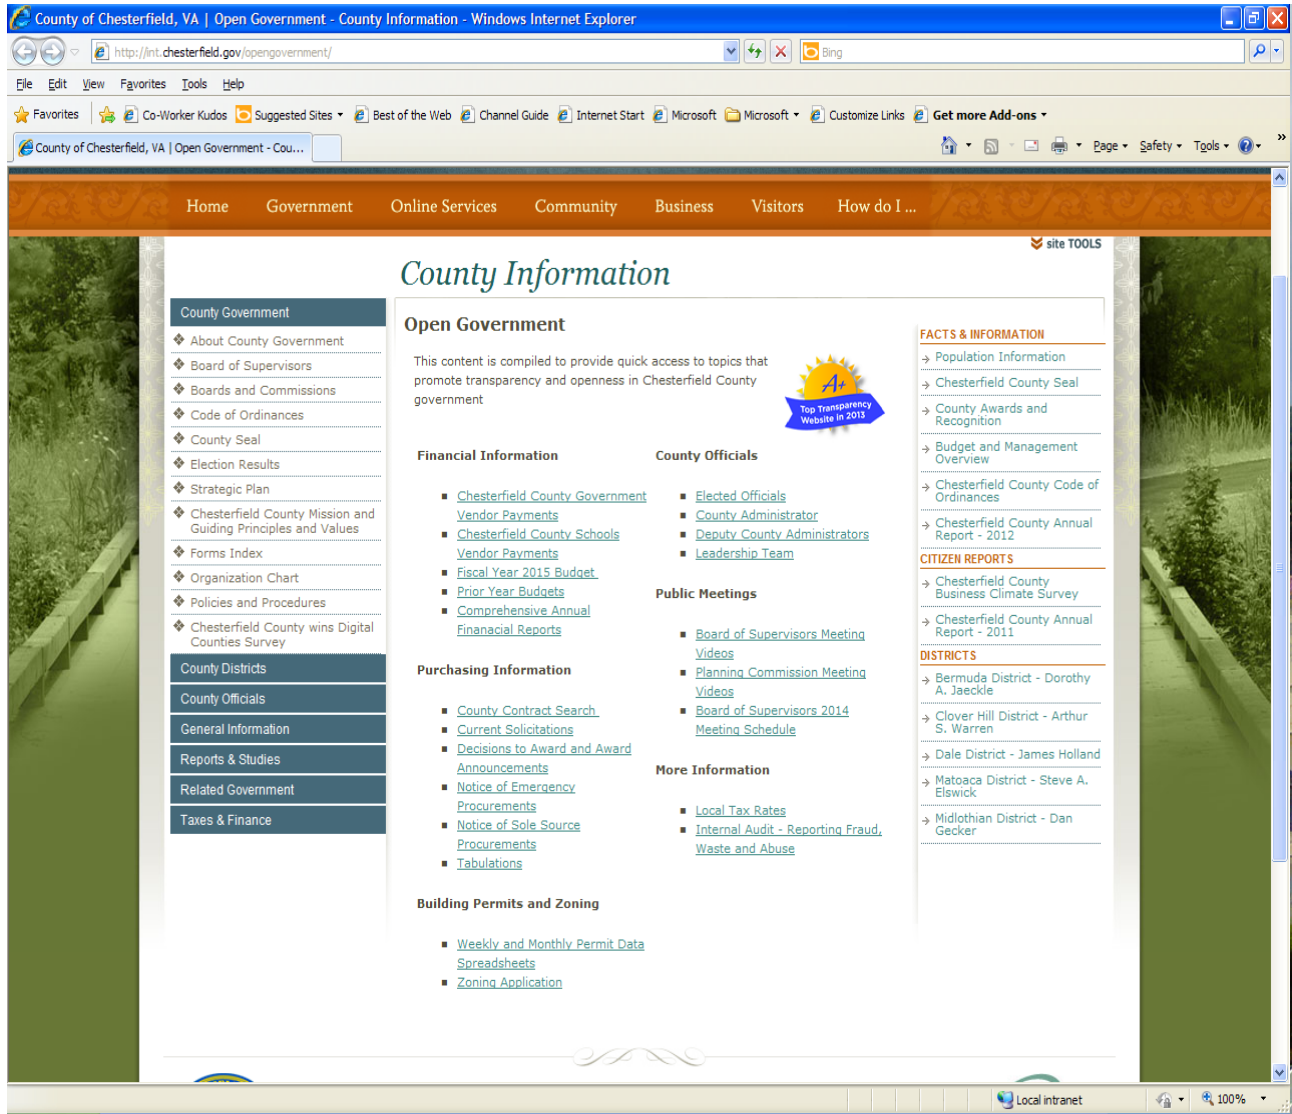 County of Chesterfield, VA | Open Government - County Information - Windows Internet Explorer
http://int.chesterfield.gov/opengovernment/
Bing
File Edit View Favorites Tools Help
Favorites Co-Worker Kudos Suggested Sites Best of the Web Channel Guide Internet Start Microsoft Microsoft Customize Links Get more Add-ons
County of Chesterfield, VA | Open Government - Cou...
Page Safety Tools
Home Government Online Services Community Business Visitors How do I ...
site TOOLS
County Information
County Government
About County Government
Board of Supervisors
Boards and Commissions
Code of Ordinances
County Seal
Election Results
Strategic Plan
Chesterfield County Mission and
Guiding Principles and Values
Forms Index
Organization Chart
Policies and Procedures
Chesterfield County wins Digital
Counties Survey
County Districts
County Officials
General Information
Reports & Studies
Related Government
Taxes & Finance
Open Government
This content is compiled to provide quick access to topics that
promote transparency and openness in Chesterfield County
government
A+
Top Transparency
Website in 2013
Financial Information
Chesterfield County Government
Vendor Payments
Chesterfield County Schools
Vendor Payments
Fiscal Year 2015 Budget
Prior Year Budgets
Comprehensive Annual
Finanacial Reports
Purchasing Information
County Contract Search
Current Solicitations
Decisions to Award and Award
Announcements
Notice of Emergency
Procurements
Notice of Sole Source
Procurements
Tabulations
Building Permits and Zoning
Weekly and Monthly Permit Data
Spreadsheets
Zoning Application
County Officials
Elected Officials
County Administrator
Deputy County Administrators
Leadership Team
Public Meetings
Board of Supervisors Meeting
Videos
Planning Commission Meeting
Videos
Board of Supervisors 2014
Meeting Schedule
More Information
Local Tax Rates
Internal Audit - Reporting Fraud,
Waste and Abuse
FACTS & INFORMATION
Population Information
Chesterfield County Seal
County Awards and
Recognition
Budget and Management
Overview
Chesterfield County Code of
Ordinances
Chesterfield County Annual
Report - 2012
CITIZEN REPORTS
Chesterfield County
Business Climate Survey
Chesterfield County Annual
Report - 2011
DISTRICTS
Bermuda District - Dorothy
A. Jaeckle
Clover Hill District - Arthur
S. Warren
Dale District - James Holland
Matoaca District - Steve A.
Elswick
Midlothian District - Dan
Gecker
Local intranet
100%